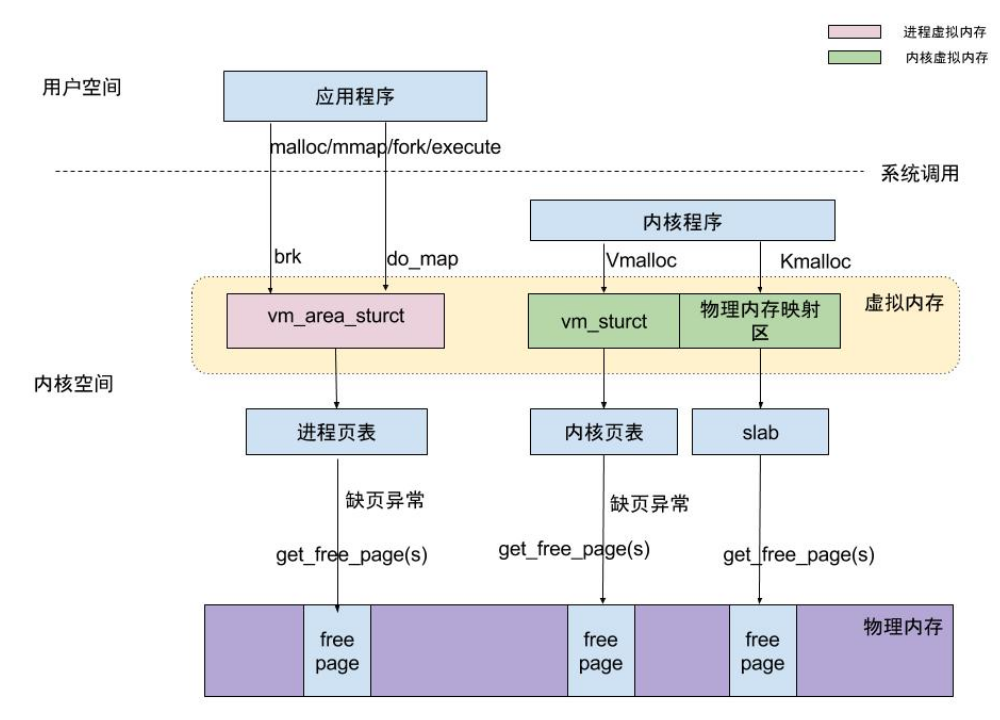 进程虚拟内存
内核虚拟内存
用户空间
应用程序
malloc/mmap/fork/execute
系统调用
内核程序
brk
do_map
Vmalloc
Kmalloc
虚拟内存
vm_area_sturct
vm_sturct
物理内存映射
区
内核空间
进程页表
内核页表
slab
缺页异常
缺页异常
get_free_page(s)
get_free_page(s)
get_free_page(s)
物理内存
free
page
free
page
free
page